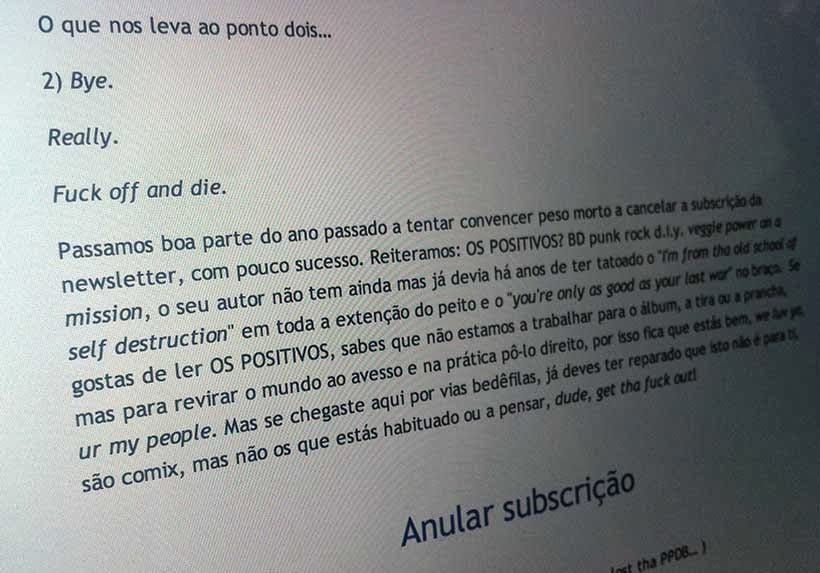 O que nos leva ao ponto dois...
2) Bye.
Really.
Fuck off and die.
Passamos boa parte do ano passado a tentar convencer peso morto a cancelar a subscrição da
newsletter, com pouco sucesso. Reiteramos: OS POSITIVOS? BD punk rock d.i.y. veggie power on a
mission, o seu autor não tem ainda mas já devia há anos de ter tatoado o "I'm from tha old school of
self destruction" em toda a extenção do peito e o "you're only as good as your last war" no braço. Se
gostas de ler OS POSITIVOS, sabes que não estamos a trabalhar para o álbum, a tira ou a prancha,
mas para revirar o mundo ao avesso e na prática pô-lo direito, por isso fica que estás bem, we luv ya,
ur my people. Mas se chegaste aqui por vias bedêfilas, já deves ter reparado que isto não é para ti,
são comix, mas não os que estás habituado ou a pensar, dude, get tha fuck out!
Anular subscrição
tha PPDB... )